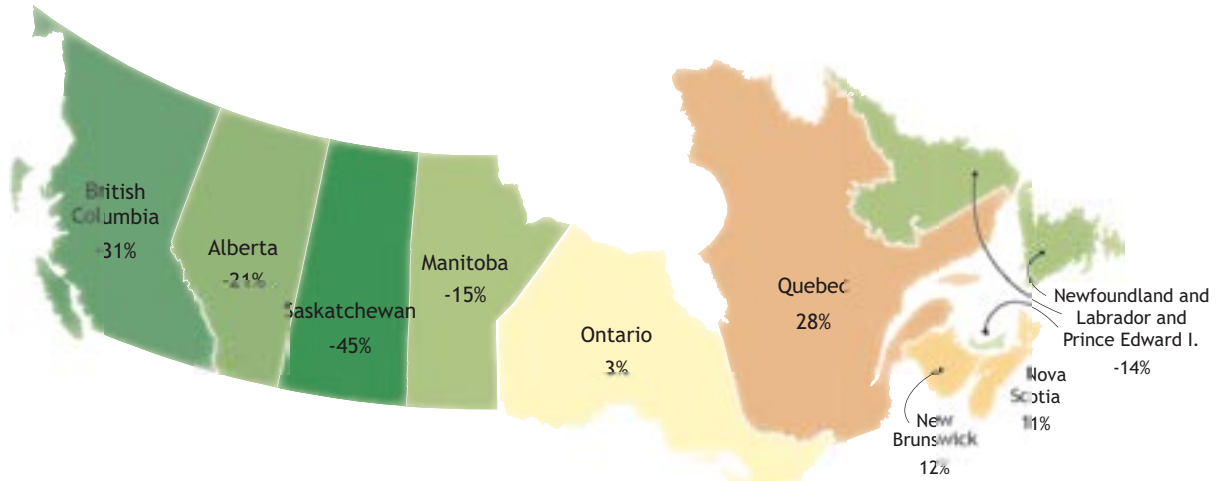 British
Columbia
-31%
Alberta
-21%
Saskatchewan
-45%
Manitoba
-15%
Ontario
3%
Quebec
28%
Newfoundland and
Labrador and
Prince Edward I.
-14%
Nova
Scotia
11%
New
Brunswick
12%